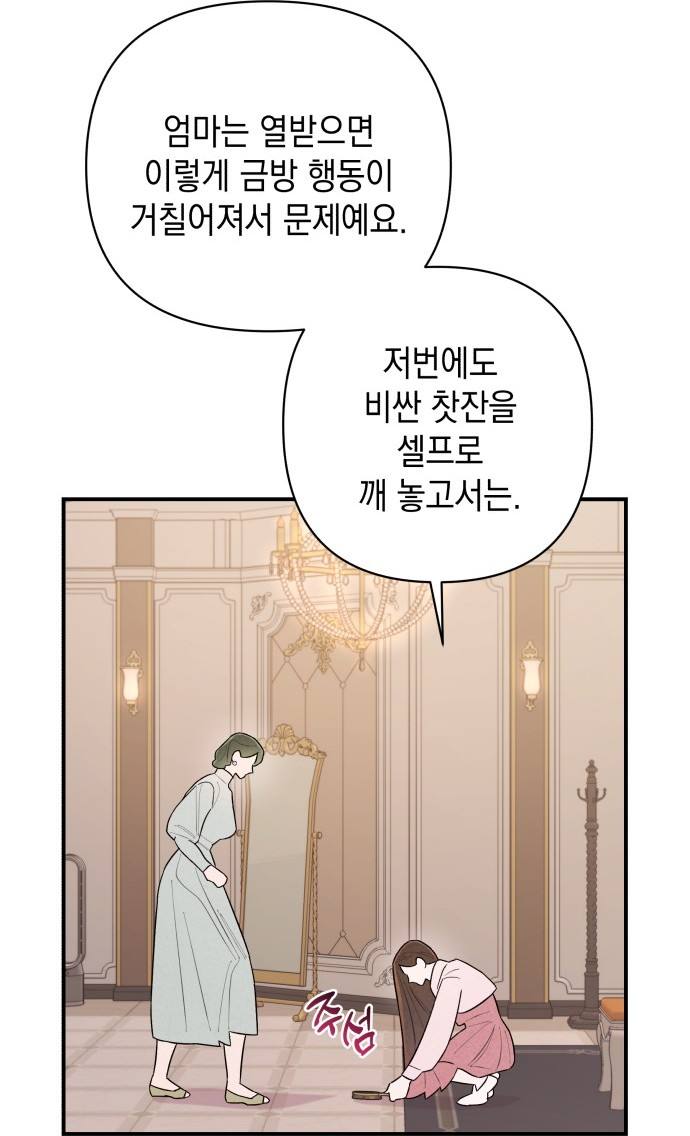 엄마는 열받으면
이렇게 금방 행동이
거칠어져서 문제예요.
저번에도
비싼 찻잔을
셀프로
깨 놓고서는.
주섬